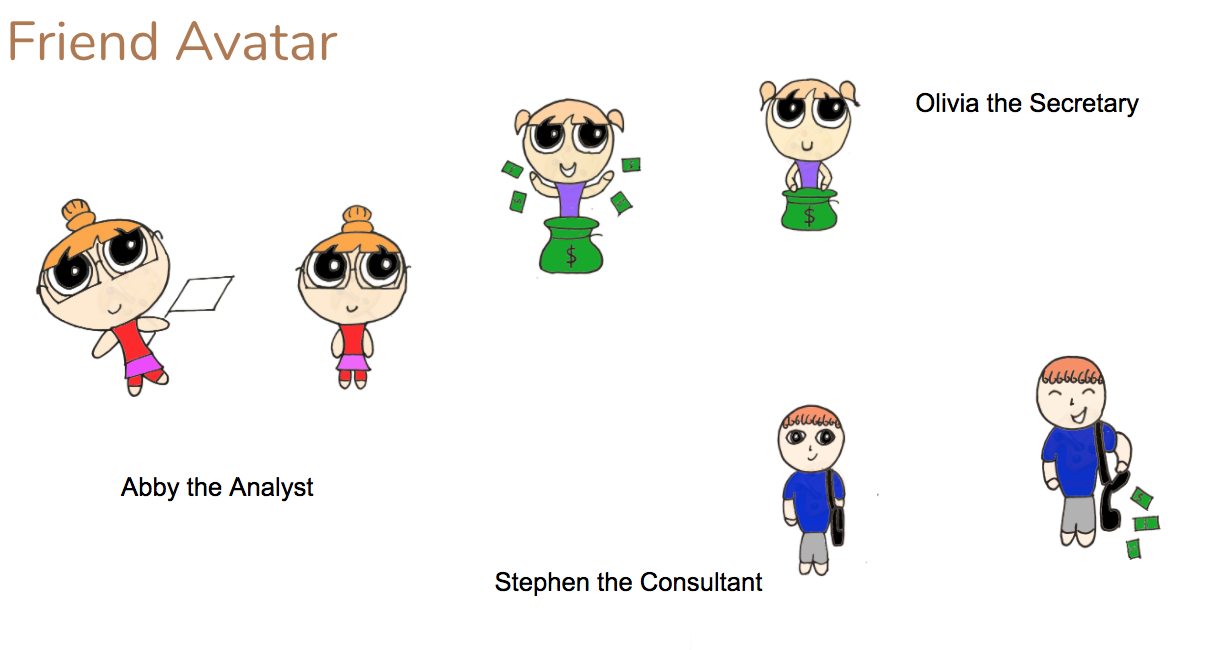 Friend Avatar
Olivia the Secretary
$
$
Abby the Analyst
Stephen the Consultant